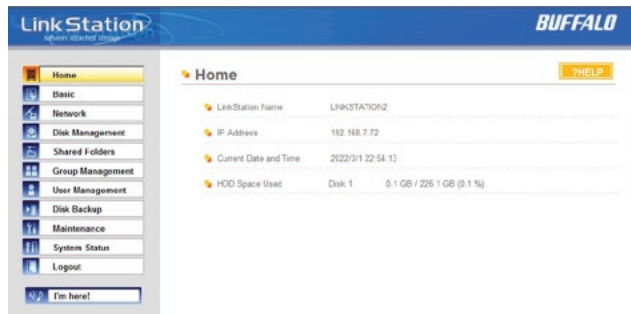 LinkStation
Network attached storage
BUFFALO
Home
Basic
Network
Disk Management
Shared Folders
Group Management
User Management
Disk Backup
Maintenance
System Status
Logout
I'm here!
Home
?HELP
LinkStation Name LINKSTATION2
IP Address 192.168.7.72
Current Date and Time 2022/3/1 22:54:13
HDD Space Used Disk 1 0.1 GB / 226.1 GB (0.1 %)